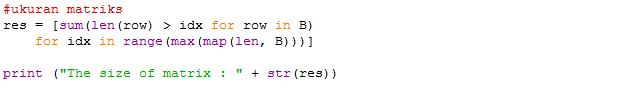 #ukuran matriks
res = [sum(len(row) > idx for row in B)
    for idx in range(max(map(len, B)))]
print ("The size of matrix : " + str(res))